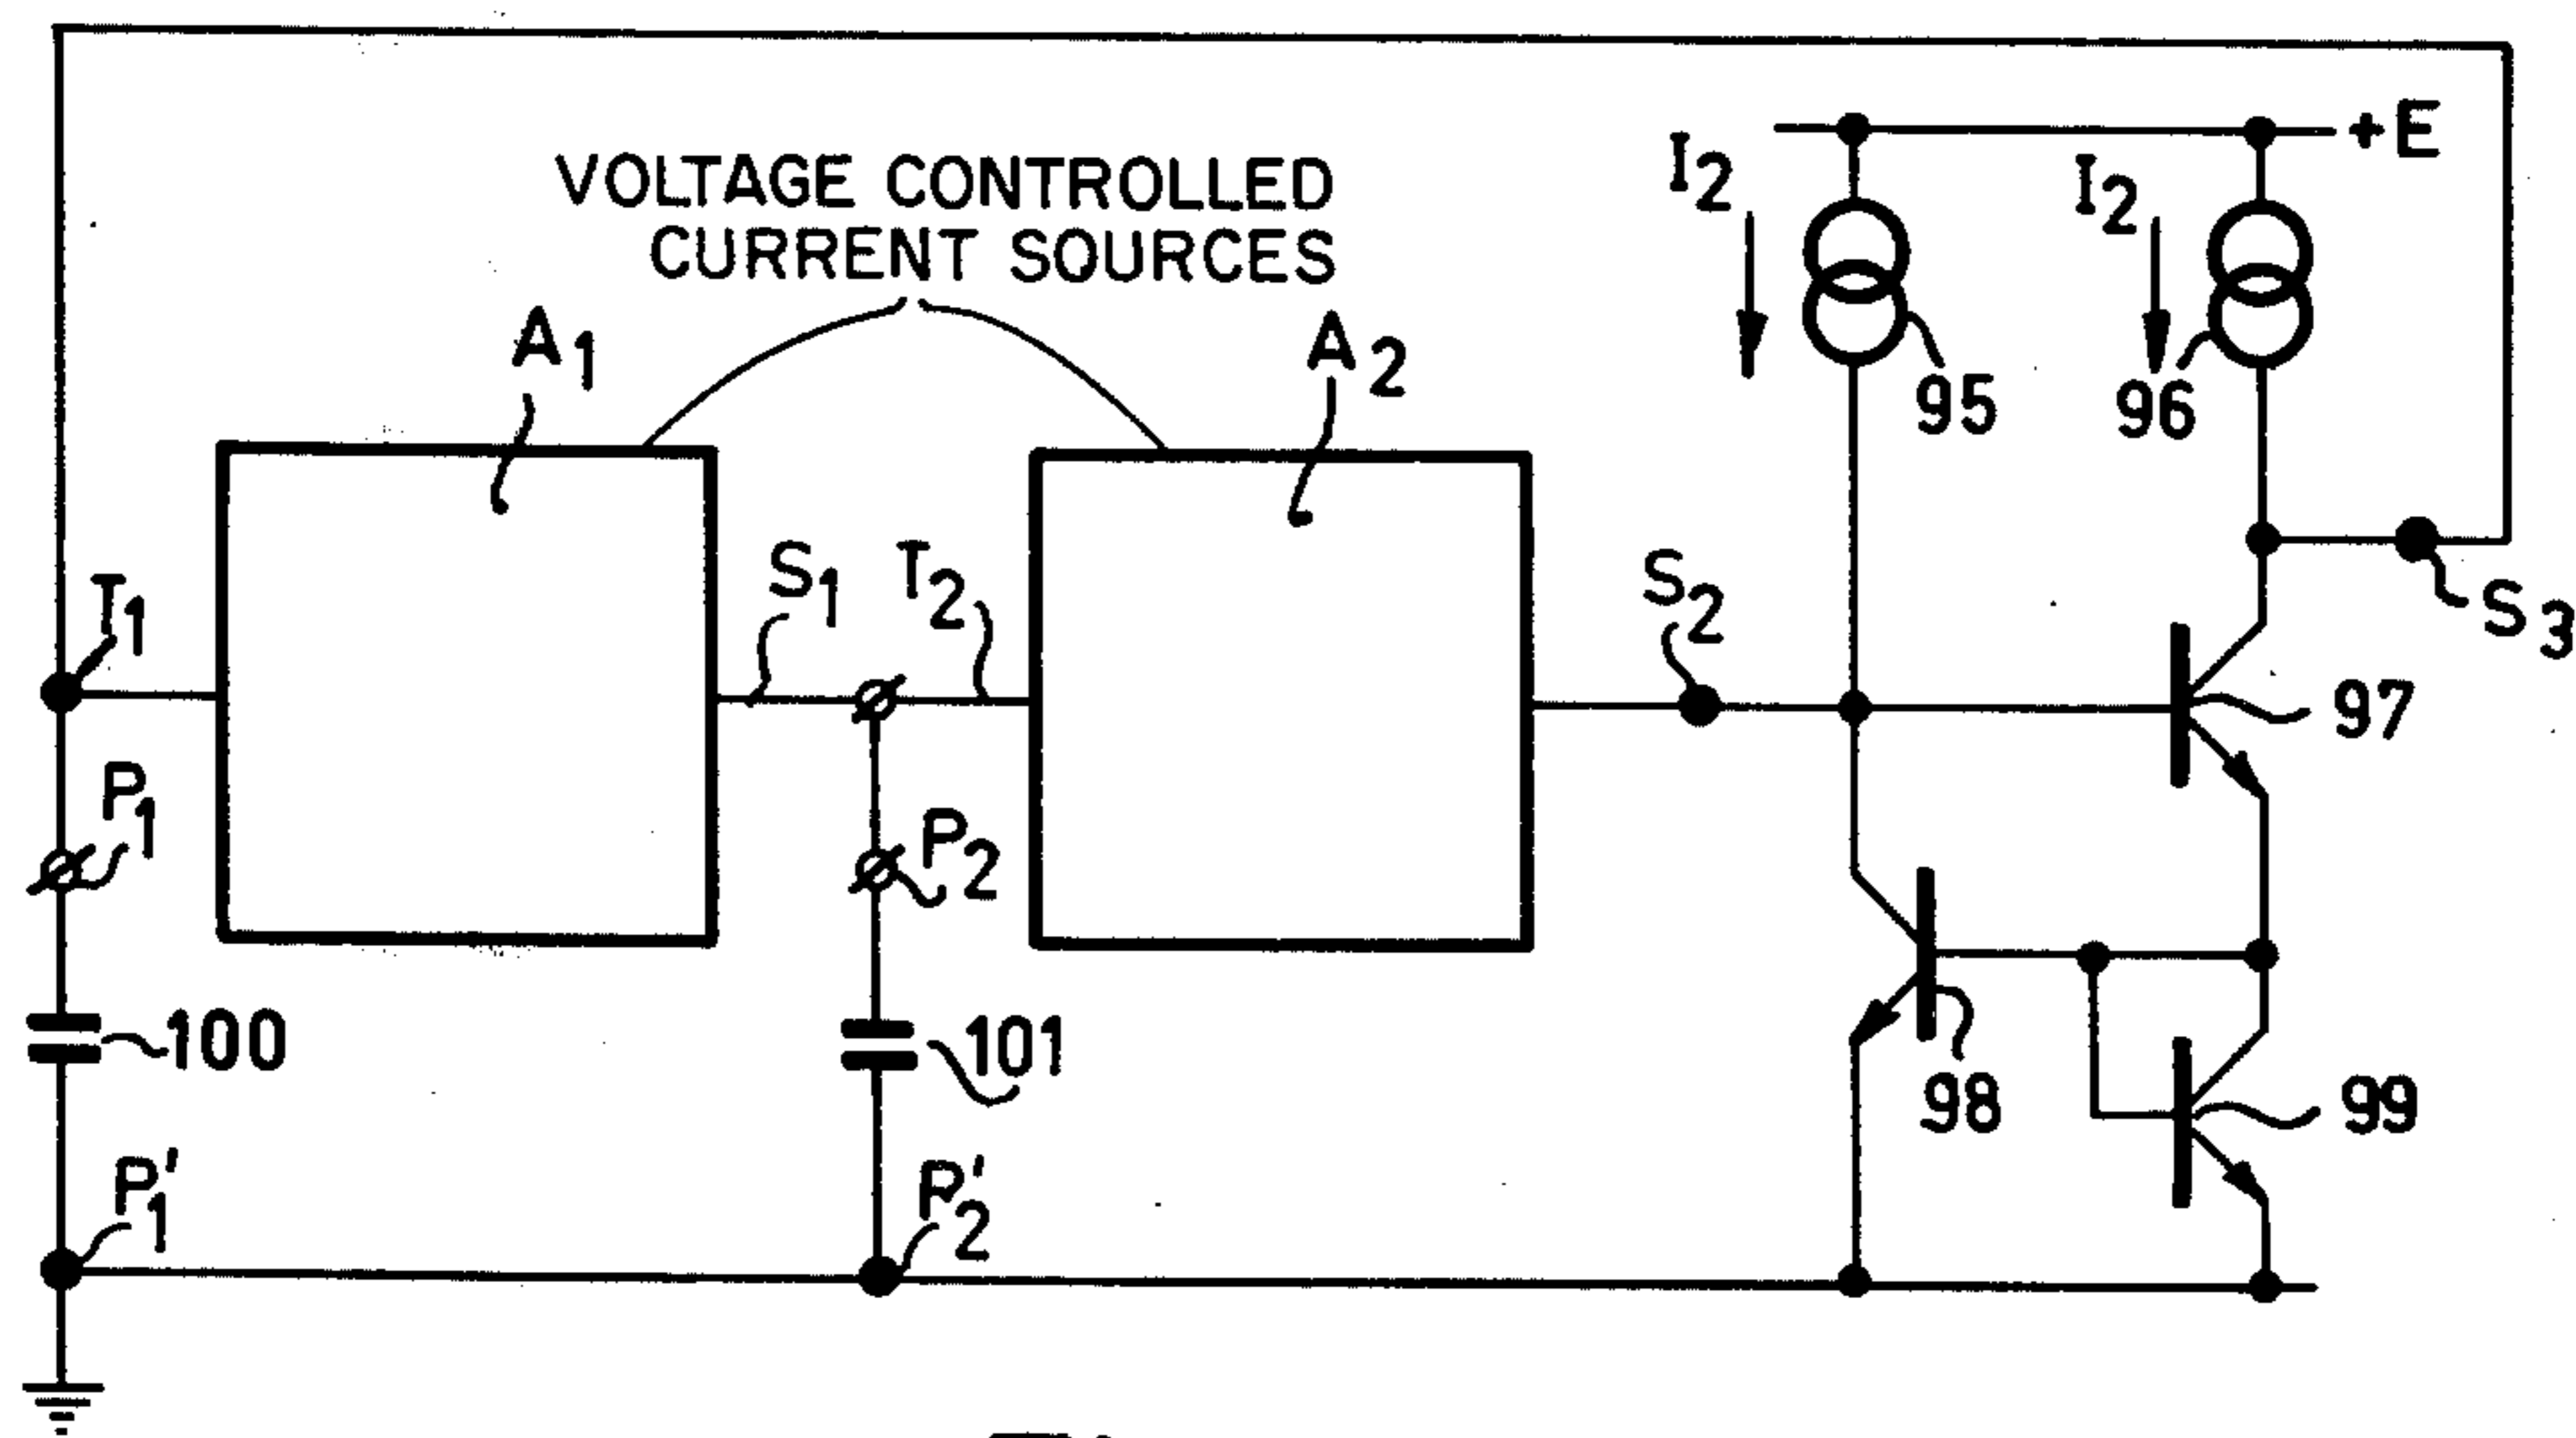 +E
I2
I2
VOLTAGE CONTROLLED
CURRENT SOURCES
A1
A2
95
96
S1
T2
S2
T1
S3
97
P1
P2
100
101
98
99
P1'
P2'